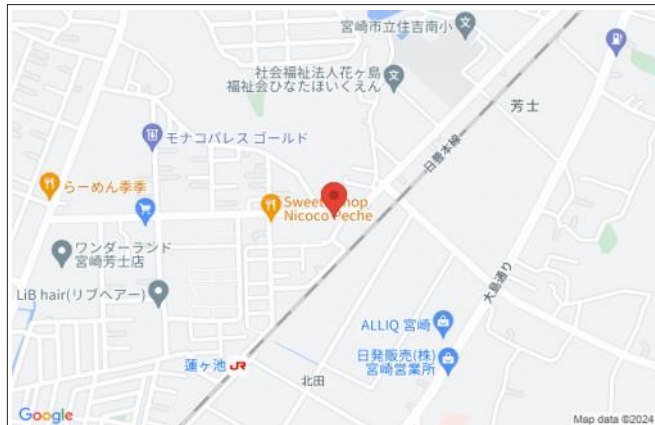 宮崎市立住吉南小
社会福祉法人花ヶ島
福祉会ひなたほいくえん
芳士
モナコパレス ゴールド
日豊本線
らーめん季季
Sweet Shop
Nicoco Peche
ワンダーランド
宮崎芳士店
大島通り
LiB hair(リブヘアー)
ALLIQ 宮崎
日発販売(株)
宮崎営業所
蓮ヶ池 JR
北田
Google
Map data ©2024